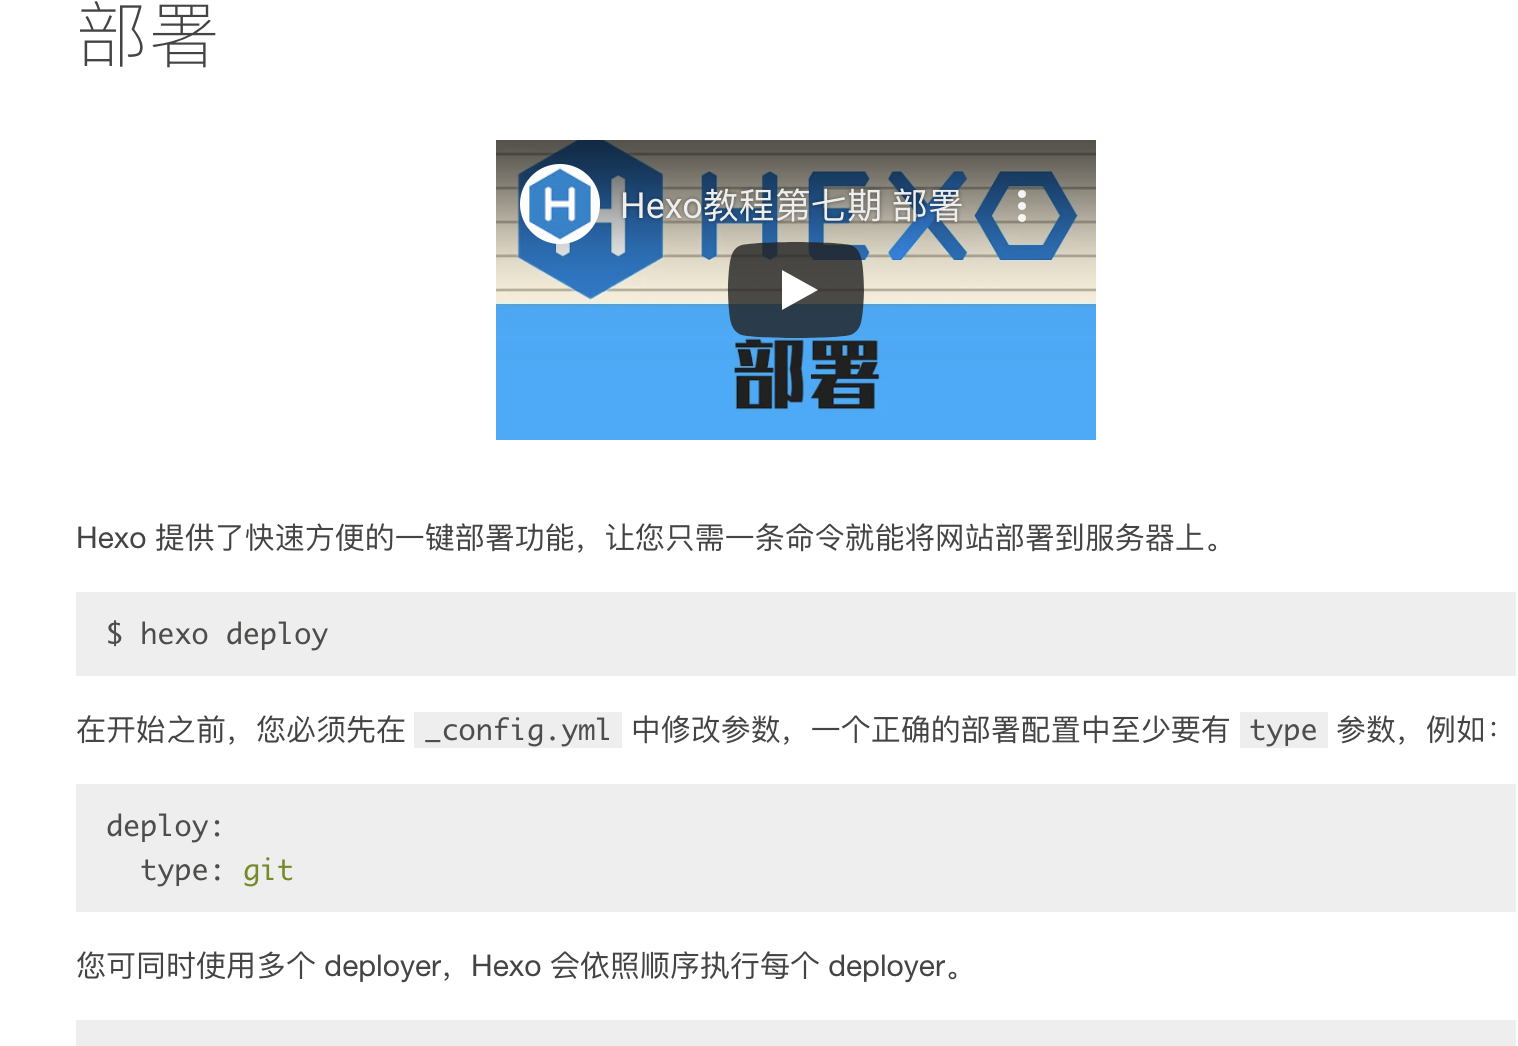 部署
Hexo教程第七期 部署
HEXO
部署
Hexo 提供了快速方便的一键部署功能，让您只需一条命令就能将网站部署到服务器上。
$ hexo deploy
在开始之前，您必须先在 _config.yml 中修改参数，一个正确的部署配置中至少要有 type 参数，例如：
deploy:
  type: git
您可同时使用多个 deployer，Hexo 会依照顺序执行每个 deployer。